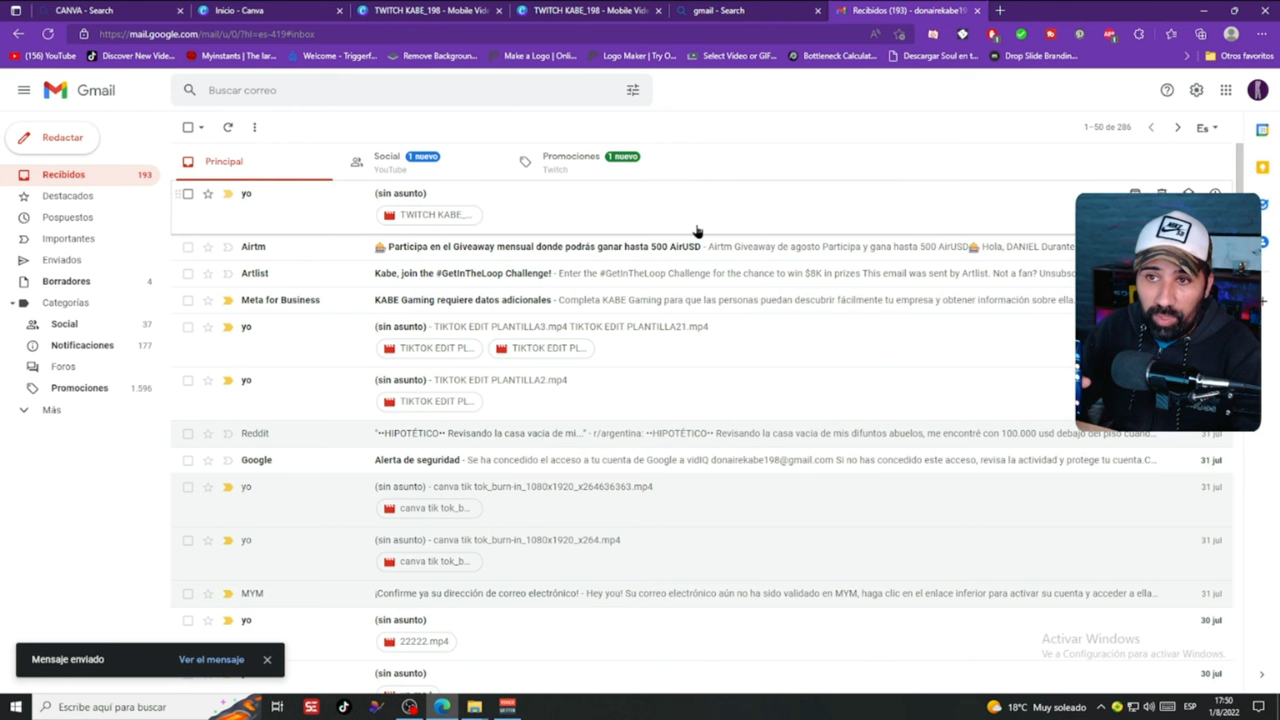 CANVA - Search
Inicio - Canva
TWITCH KABE_198 - Mobile Vid
TWITCH KABE_198 - Mobile Vid
gmail - Search
Recibidos (193) - donairekabe19
https://mail.google.com/mail/u/0/?hl=es-419#inbox
(156) YouTube
Discover New Vide...
Myinstants | The lar...
Welcome - Triggerf...
Remove Backgroun...
Make a Logo | Onli...
Logo Maker | Try O...
Select Video or GIF...
Bottleneck Calculat...
Descargar Soul en t...
Drop Slide Brandin...
Otros favoritos
Gmail
Buscar correo
Redactar
1–50 de 286
Es
Recibidos 193
Destacados
Pospuestos
Importantes
Enviados
Borradores 4
Categorías
Social 37
Notificaciones 177
Foros
Promociones 1.596
Más
Principal
Social 1 nuevo
YouTube
Promociones 1 nuevo
Twitch
yo (sin asunto)
TWITCH KABE_...
Airtm Participa en el Giveaway mensual donde podrás ganar hasta 500 AirUSD - Airtm Giveaway de agosto Participa y gana hasta 500 AirUSD Hola, DANIEL Durante
Artlist Kabe, join the #GetInTheLoop Challenge! - Enter the #GetInTheLoop Challenge for the chance to win $8K in prizes This email was sent by Artlist. Not a fan? Unsubsc
Meta for Business KABE Gaming requiere datos adicionales - Completa KABE Gaming para que las personas puedan descubrir fácilmente tu empresa y obtener información sobre ella.
yo (sin asunto) - TIKTOK EDIT PLANTILLA3.mp4 TIKTOK EDIT PLANTILLA21.mp4
TIKTOK EDIT PL... TIKTOK EDIT PL...
yo (sin asunto) - TIKTOK EDIT PLANTILLA2.mp4
TIKTOK EDIT PL...
Reddit "••HIPOTÉTICO•• Revisando la casa vacia de mi..." - r/argentina: ••HIPOTÉTICO•• Revisando la casa vacia de mis difuntos abuelos, me encontré con 100.000 usd debajo del piso cuando... 31 jul
Google Alerta de seguridad - Se ha concedido el acceso a tu cuenta de Google a vidIQ donairekabe198@gmail.com Si no has concedido este acceso, revisa la actividad y protege tu cuenta.C... 31 jul
yo (sin asunto) - canva tik tok_burn-in_1080x1920_x264636363.mp4 31 jul
canva tik tok_b...
yo (sin asunto) - canva tik tok_burn-in_1080x1920_x264.mp4 31 jul
canva tik tok_b...
MYM ¡Confirme ya su dirección de correo electrónico! - Hey you! Su correo electrónico aún no ha sido validado en MYM, haga clic en el enlace inferior para activar su cuenta y acceder a ella... 31 jul
yo (sin asunto) 30 jul
22222.mp4
(sin asunto) 30 jul
Mensaje enviado Ver el mensaje
Activar Windows
Ve a Configuración para activar Windows.
Escribe aquí para buscar
18°C Muy soleado
ESP
17:50
1/8/2022